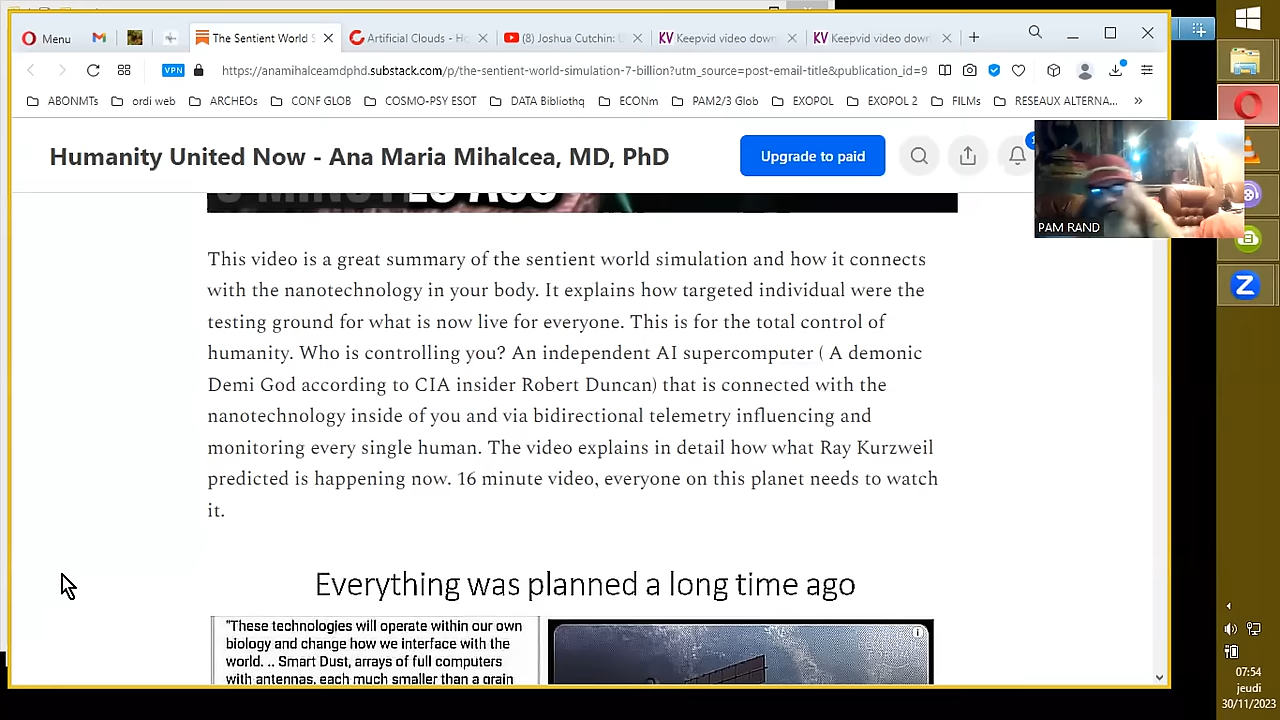 Menu
The Sentient World S
Artificial Clouds - Ho
(8) Joshua Cutchin: E
Keepvid video down
Keepvid video down
VPN
https://anamihalceamdphd.substack.com/p/the-sentient-world-simulation-7-billion?utm_source=post-email-title&publication_id=9
ABONMTs
ordi web
ARCHEOs
CONF GLOB
COSMO-PSY ESOT
DATA Bibliothq
ECONm
PAM2/3 Glob
EXOPOL
EXOPOL 2
FILMs
RESEAUX ALTERNA...
Humanity United Now - Ana Maria Mihalcea, MD, PhD
Upgrade to paid
PAM RAND
This video is a great summary of the sentient world simulation and how it connects
with the nanotechnology in your body. It explains how targeted individual were the
testing ground for what is now live for everyone. This is for the total control of
humanity. Who is controlling you? An independent AI supercomputer ( A demonic
Demi God according to CIA insider Robert Duncan) that is connected with the
nanotechnology inside of you and via bidirectional telemetry influencing and
monitoring every single human. The video explains in detail how what Ray Kurzweil
predicted is happening now. 16 minute video, everyone on this planet needs to watch
it.
Everything was planned a long time ago
"These technologies will operate within our own
biology and change how we interface with the
world. .. Smart Dust, arrays of full computers
with antennas, each much smaller than a grain
07:54
jeudi
30/11/2023